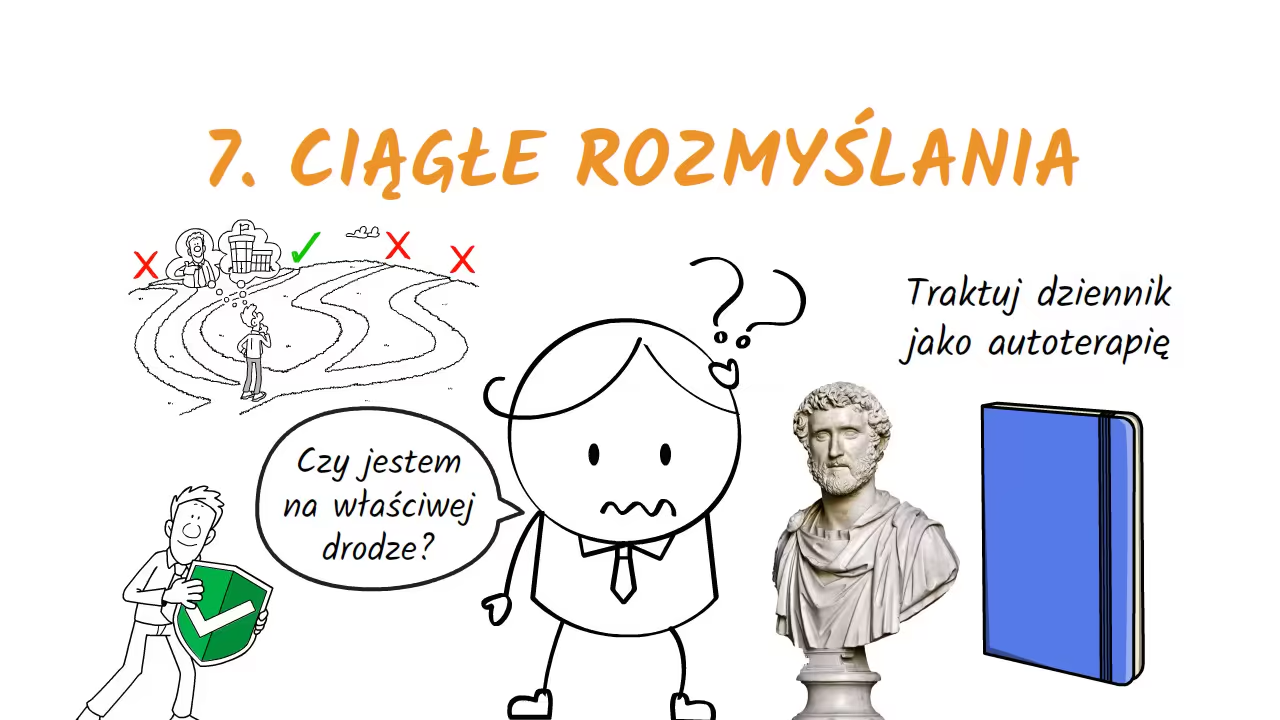 7. CIĄGŁE ROZMYŚLANIA
X
✓
X
X
Traktuj dziennik
jako autoterapię
Czy jestem
na właściwej
drodze?